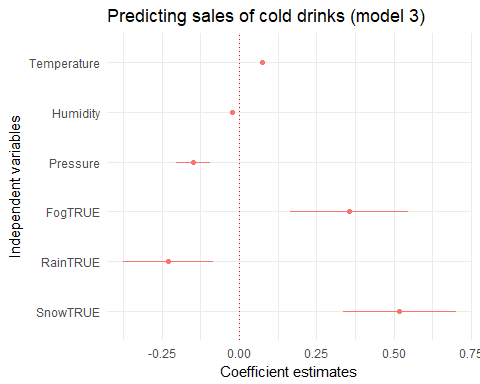 Predicting sales of cold drinks (model 3)
Temperature
Humidity
Pressure
FogTRUE
RainTRUE
SnowTRUE
Independent variables
-0.25
0.00
0.25
0.50
0.75
Coefficient estimates